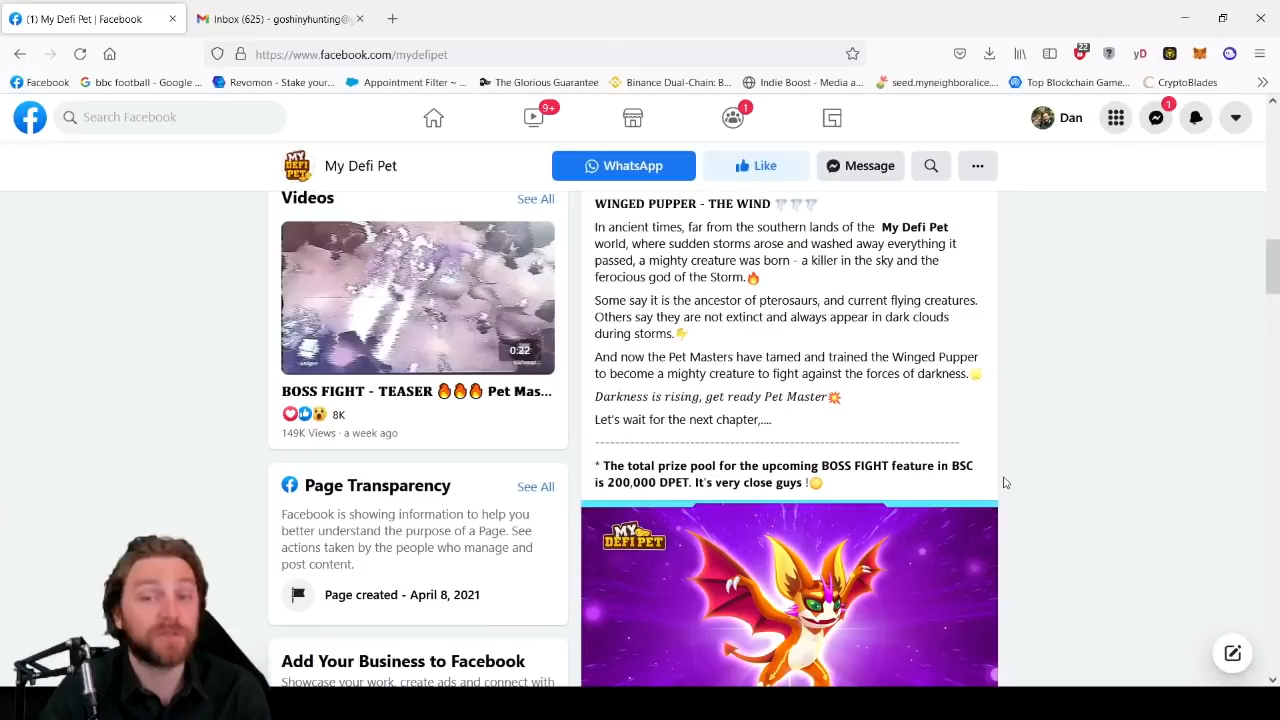 (1) My Defi Pet | Facebook
Inbox (625) - goshinyhunting@
https://www.facebook.com/mydefipet
22
yD
Facebook
bbc football - Google ...
Revomon - Stake your...
Appointment Filter ~ ...
The Glorious Guarantee
Binance Dual-Chain: B...
Indie Boost - Media a...
seed.myneighboralice....
Top Blockchain Game...
CryptoBlades
Search Facebook
9+
1
Dan
1
My Defi Pet
WhatsApp
Like
Message
Videos
See All
0:22
BOSS FIGHT - TEASER 🔥🔥🔥 Pet Mas...
8K
149K Views · a week ago
Page Transparency
See All
Facebook is showing information to help you
better understand the purpose of a Page. See
actions taken by the people who manage and
post content.
Page created - April 8, 2021
Add Your Business to Facebook
Showcase your work, create ads and connect with
WINGED PUPPER - THE WIND 🌪🌪🌪
In ancient times, far from the southern lands of the My Defi Pet
world, where sudden storms arose and washed away everything it
passed, a mighty creature was born - a killer in the sky and the
ferocious god of the Storm.🔥
Some say it is the ancestor of pterosaurs, and current flying creatures.
Others say they are not extinct and always appear in dark clouds
during storms.⚡
And now the Pet Masters have tamed and trained the Winged Pupper
to become a mighty creature to fight against the forces of darkness.🌟
Darkness is rising, get ready Pet Master💥
Let's wait for the next chapter,....
-------------------------------------------------------------------------
* The total prize pool for the upcoming BOSS FIGHT feature in BSC
is 200,000 DPET. It's very close guys !🌕
MY
DEFI PET